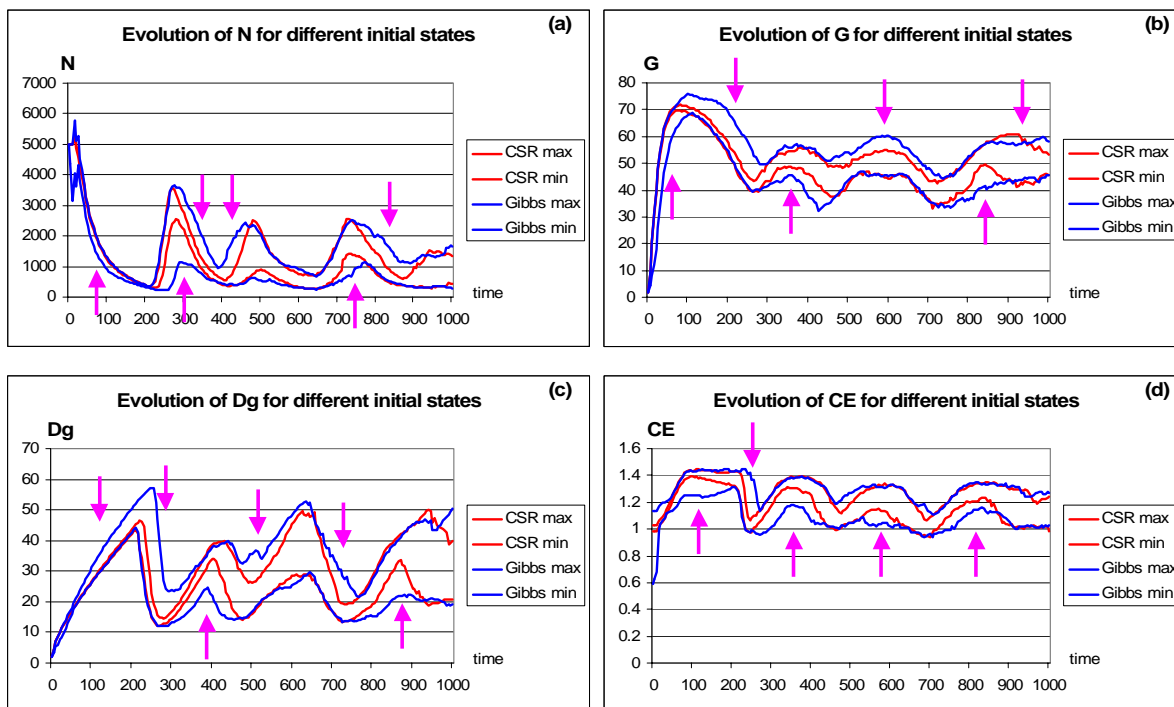 (a)
Evolution of N for different initial states
N
7000
6000
5000
4000
3000
2000
1000
0
0 100 200 300 400 500 600 700 800 900 1000
time
CSR max
CSR min
Gibbs max
Gibbs min
(b)
Evolution of G for different initial states
G
80
70
60
50
40
30
20
10
0
0 100 200 300 400 500 600 700 800 900 1000
time
CSR max
CSR min
Gibbs max
Gibbs min
(c)
Evolution of Dg for different initial states
Dg
70
60
50
40
30
20
10
0
0 100 200 300 400 500 600 700 800 900 1000
time
CSR max
CSR min
Gibbs max
Gibbs min
(d)
Evolution of CE for different initial states
CE
1.6
1.4
1.2
1
0.8
0.6
0.4
0.2
0
0 100 200 300 400 500 600 700 800 900 1000
time
CSR max
CSR min
Gibbs max
Gibbs min